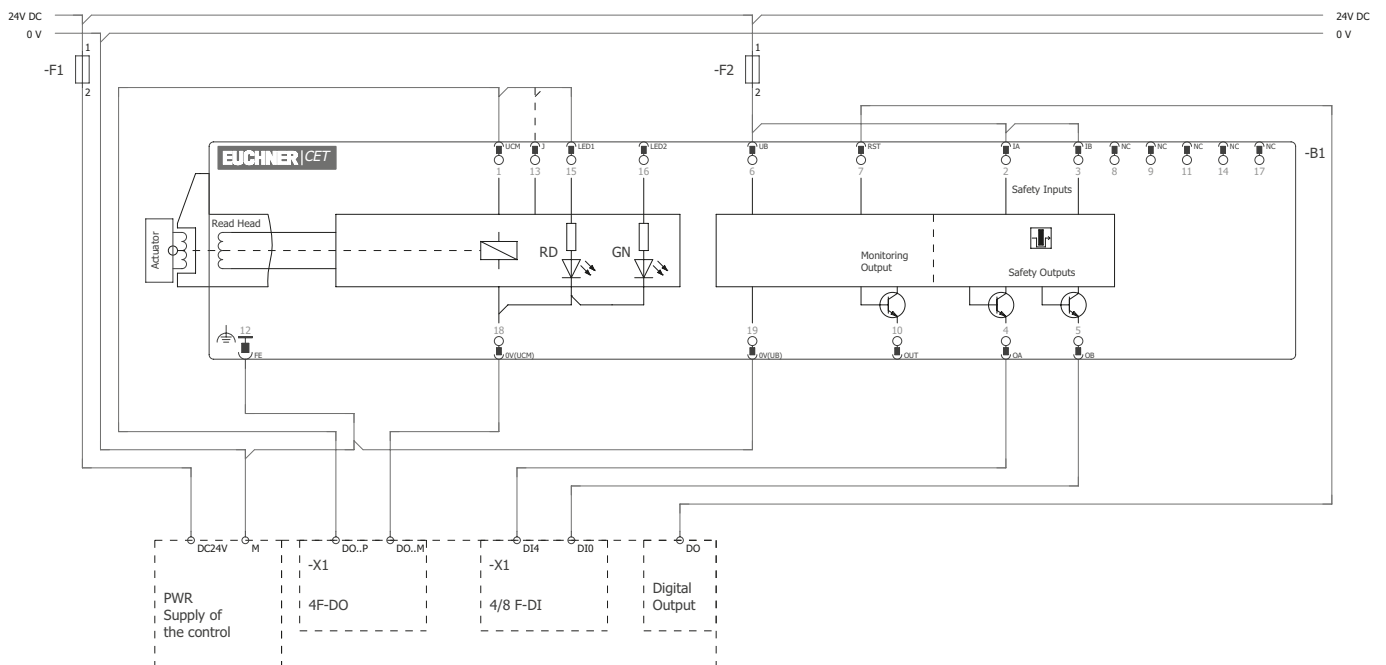 24V DC
24V DC
0 V
0 V
1
1
-F1
-F2
2
2
EUCHNER CET
UCM
J
LED1
LED2
UB
RST
IA
IB
NC
NC
NC
NC
NC
-B1
1
13
15
16
6
7
2
3
8
9
11
14
17
Safety Inputs
Actuator
Read Head
RD
GN
Monitoring
Output
Safety Outputs
12
18
19
10
4
5
FE
0V(UCM)
0V(UB)
OUT
OA
OB
DC24V
M
DO..P
DO..M
DI4
DI0
DO
-X1
-X1
PWR
Supply of
the control
4F-DO
4/8 F-DI
Digital
Output